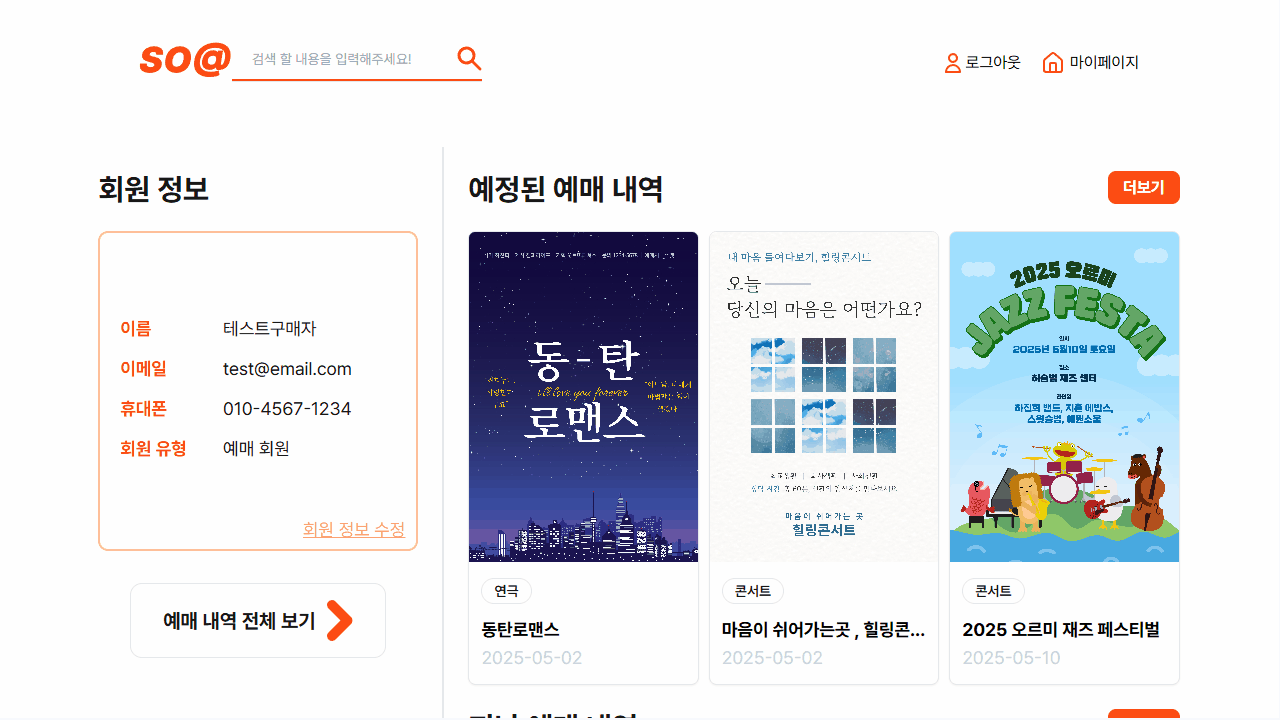 so@
검색 할 내용을 입력해주세요!
로그아웃
마이페이지
회원 정보
이름 테스트구매자
이메일 test@email.com
휴대폰 010-4567-1234
회원 유형 예매 회원
회원 정보 수정
예매 내역 전체 보기
예정된 예매 내역
더보기
동-탄
로맨스
연극
동탄로맨스
2025-05-02
내 마음 들여다보기, 힐링콘서트
오늘
당신의 마음은 어떤가요?
마음이 쉬어가는 곳
힐링콘서트
콘서트
마음이 쉬어가는곳 , 힐링콘...
2025-05-02
2025 오르미
JAZZ FESTA
일시
2025년 5월10일 토요일
장소
허슬범 재즈 센터
콘서트
2025 오르미 재즈 페스티벌
2025-05-10